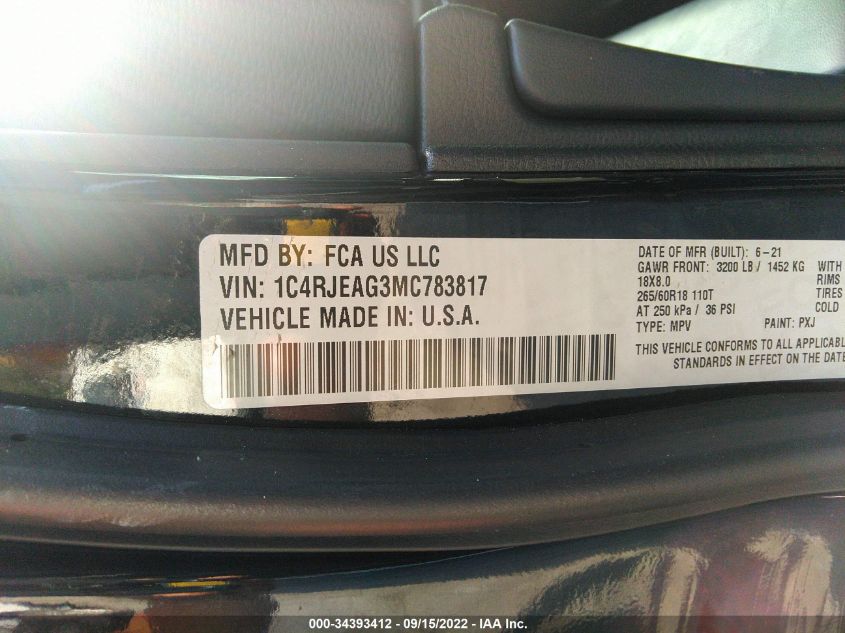 MFD BY: FCA US LLC
VIN: 1C4RJEAG3MC783817
VEHICLE MADE IN: U.S.A.
DATE OF MFR (BUILT): 6-21
GAWR FRONT: 3200 LB / 1452 KG WITH
18X8.0 RIMS
265/60R18 110T TIRES
AT 250 kPa / 36 PSI COLD
TYPE: MPV PAINT: PXJ
THIS VEHICLE CONFORMS TO ALL APPLICABL
STANDARDS IN EFFECT ON THE DATE
000-34393412 - 09/15/2022 - IAA Inc.